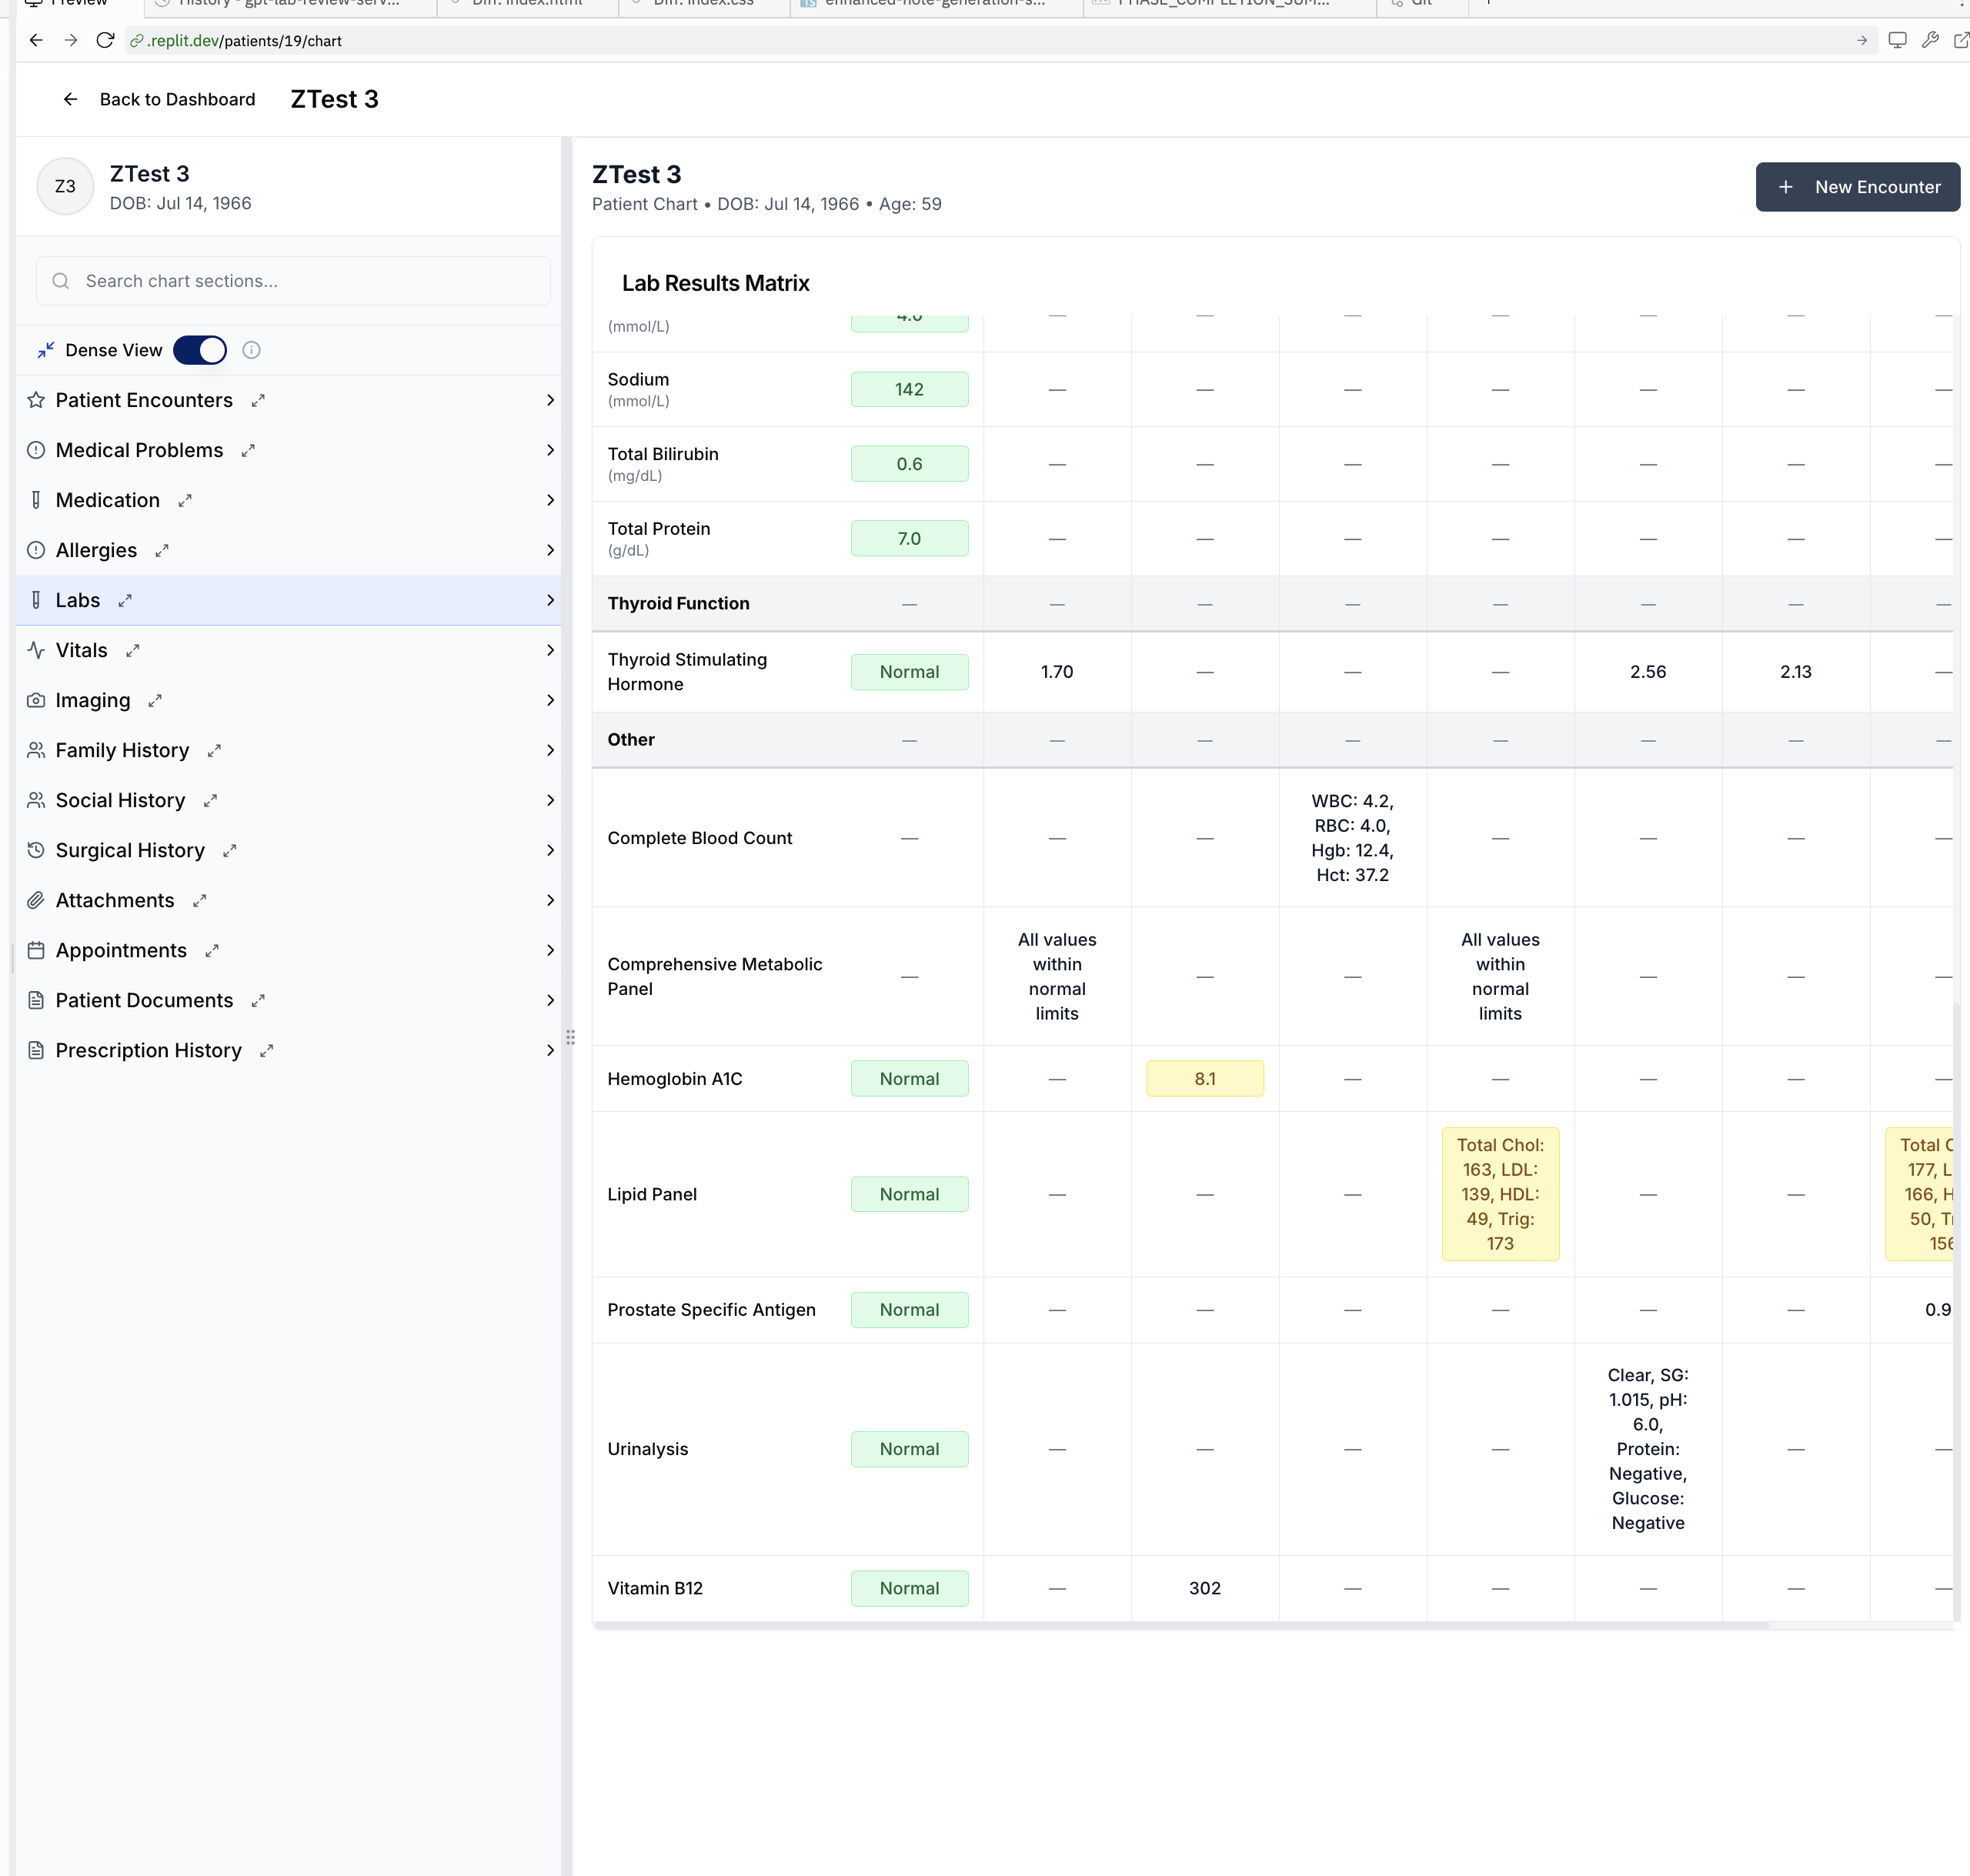 Preview
History - gpt-lab-review-serv...
Diff: index.html
Diff: index.css
enhanced-note-generation-s...
PHASE_COMPLETION_SUM...
Git
.replit.dev/patients/19/chart
Back to Dashboard
ZTest 3
Z3
ZTest 3
DOB: Jul 14, 1966
Search chart sections...
Dense View
Patient Encounters
Medical Problems
Medication
Allergies
Labs
Vitals
Imaging
Family History
Social History
Surgical History
Attachments
Appointments
Patient Documents
Prescription History
ZTest 3
Patient Chart • DOB: Jul 14, 1966 • Age: 59
+ New Encounter
Lab Results Matrix
(mmol/L)
4.0
— — — — — — —
Sodium
(mmol/L)
142
— — — — — — —
Total Bilirubin
(mg/dL)
0.6
— — — — — — —
Total Protein
(g/dL)
7.0
— — — — — — —
Thyroid Function
— — — — — — — —
Thyroid Stimulating
Hormone
Normal
1.70 — — — 2.56 2.13 —
Other
— — — — — — — —
Complete Blood Count
— — —
WBC: 4.2,
RBC: 4.0,
Hgb: 12.4,
Hct: 37.2
— — — —
Comprehensive Metabolic
Panel
—
All values
within
normal
limits
— —
All values
within
normal
limits
— — —
Hemoglobin A1C
Normal
— 8.1 — — — — —
Lipid Panel
Normal
— — —
Total Chol:
163, LDL:
139, HDL:
49, Trig:
173
— —
Total
177,
166,
50,
Prostate Specific Antigen
Normal
— — — — — — 0.9
Urinalysis
Normal
— — — —
Clear, SG:
1.015, pH:
6.0,
Protein:
Negative,
Glucose:
Negative
— —
Vitamin B12
Normal
— 302 — — — — —